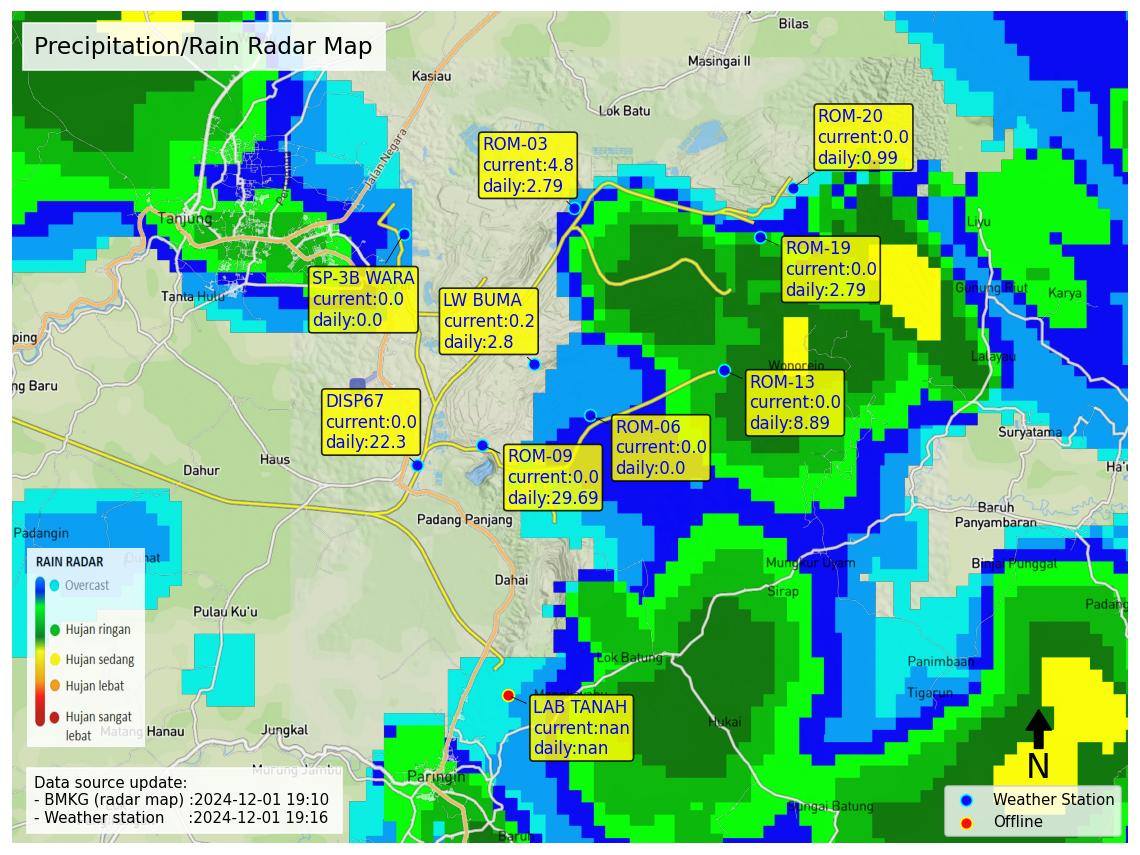 Precipitation/Rain Radar Map
Bilas
Masingai II
Kasiau
Lok Batu
Jalan Negara
ROM-20
current:0.0
daily:0.99
ROM-03
current:4.8
daily:2.79
Tanjung
Liyu
ROM-19
current:0.0
daily:2.79
SP-3B WARA
current:0.0
daily:0.0
Tanta Hulu
LW BUMA
current:0.2
daily:2.8
Gunung Riut
Karya
ping
Lalayau
Wonorejo
ng Baru
ROM-13
current:0.0
daily:8.89
DISP67
current:0.0
daily:22.3
ROM-06
current:0.0
daily:0.0
Suryatama
ROM-09
current:0.0
daily:29.69
Haus
Dahur
Ha'u
Baruh
Panyambaran
Padang Panjang
Padangin
Mungkur Uyam
Binjai Punggal
Dahai
Sirap
Padang
Pulau Ku'u
RAIN RADAR
Overcast
Hujan ringan
Hujan sedang
Hujan lebat
Hujan sangat
lebat
Lok Batung
Panimbaan
Tigarun
LAB TANAH
current:nan
daily:nan
Hukai
Matang Hanau
Jungkal
Murung Jambu
Paringin
Sungai Batung
Barun
N
Data source update:
- BMKG (radar map) :2024-12-01 19:10
- Weather station :2024-12-01 19:16
Weather Station
Offline